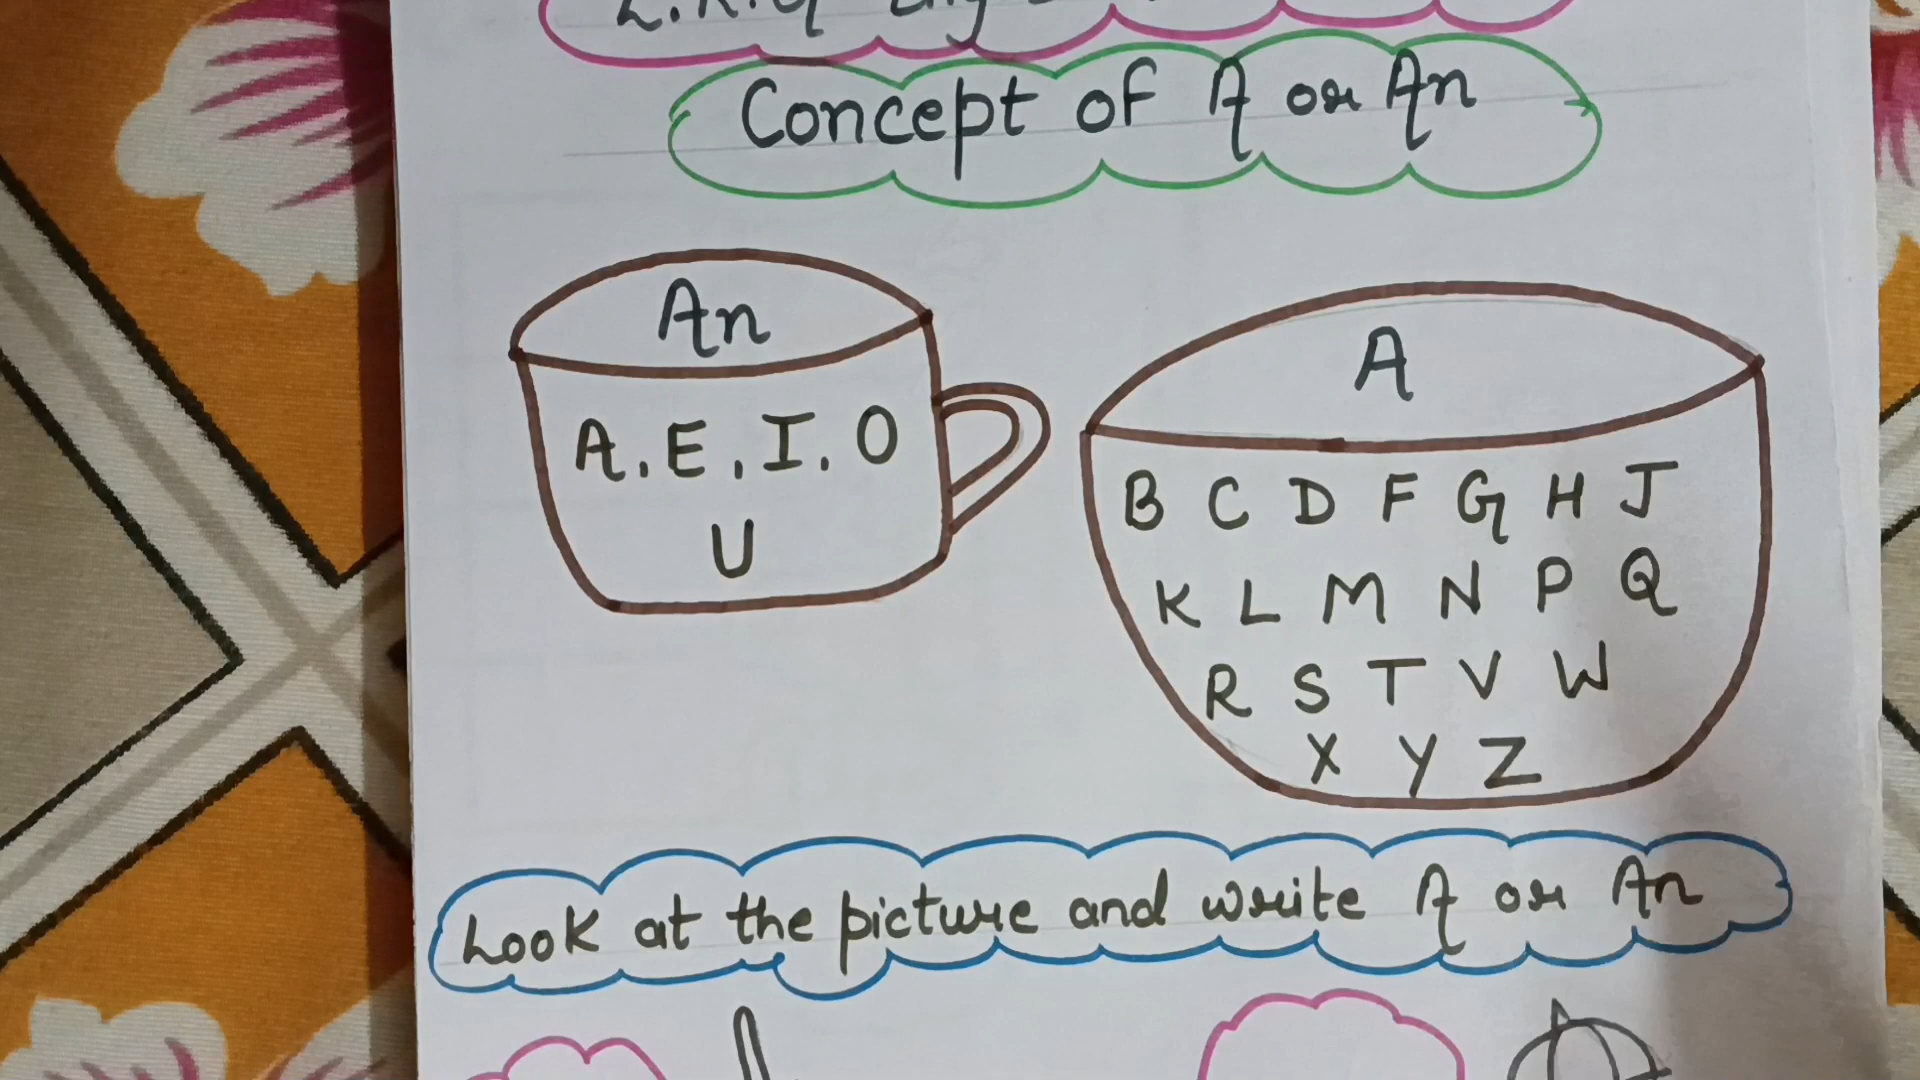 L.K.G
Concept of A or An
An
A, E, I, O
U
A
B C D F G H J
K L M N P Q
R S T V W
X Y Z
Look at the picture and write A or An